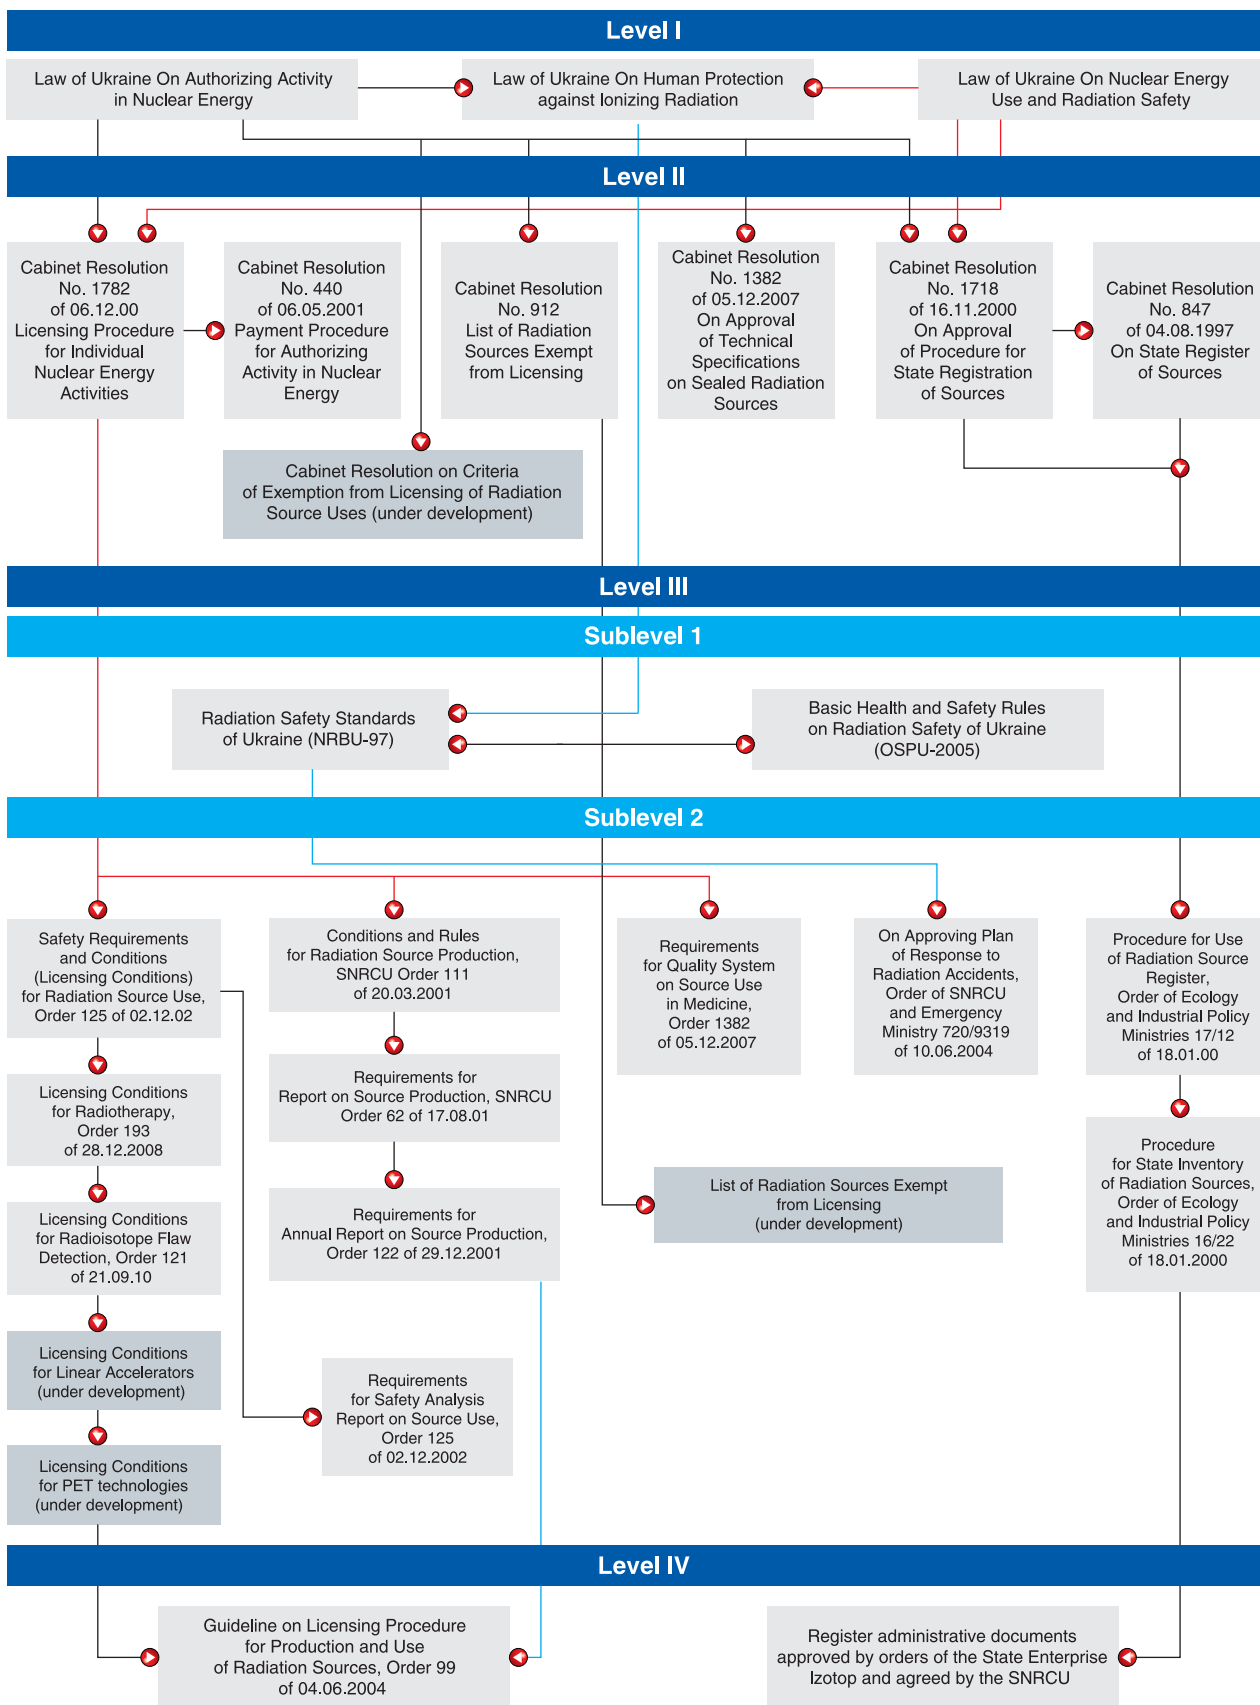 Level I
Law of Ukraine On Authorizing Activity
in Nuclear Energy
Law of Ukraine On Human Protection
against Ionizing Radiation
Law of Ukraine On Nuclear Energy
Use and Radiation Safety
Level II
Cabinet Resolution
No. 1782
of 06.12.00
Licensing Procedure
for Individual
Nuclear Energy
Activities
Cabinet Resolution
No. 440
of 06.05.2001
Payment Procedure
for Authorizing
Activity in Nuclear
Energy
Cabinet Resolution
No. 912
List of Radiation
Sources Exempt
from Licensing
Cabinet Resolution
No. 1382
of 05.12.2007
On Approval
of Technical
Specifications
on Sealed Radiation
Sources
Cabinet Resolution
No. 1718
of 16.11.2000
On Approval
of Procedure for
State Registration
of Sources
Cabinet Resolution
No. 847
of 04.08.1997
On State Register
of Sources
Cabinet Resolution on Criteria
of Exemption from Licensing of Radiation
Source Uses (under development)
Level III
Sublevel 1
Radiation Safety Standards
of Ukraine (NRBU-97)
Basic Health and Safety Rules
on Radiation Safety of Ukraine
(OSPU-2005)
Sublevel 2
Safety Requirements
and Conditions
(Licensing Conditions)
for Radiation Source Use,
Order 125 of 02.12.02
Conditions and Rules
for Radiation Source Production,
SNRCU Order 111
of 20.03.2001
Requirements
for Quality System
on Source Use
in Medicine,
Order 1382
of 05.12.2007
On Approving Plan
of Response to
Radiation Accidents,
Order of SNRCU
and Emergency
Ministry 720/9319
of 10.06.2004
Procedure for Use
of Radiation Source
Register,
Order of Ecology
and Industrial Policy
Ministries 17/12
of 18.01.00
Licensing Conditions
for Radiotherapy,
Order 193
of 28.12.2008
Requirements for
Report on Source Production, SNRCU
Order 62 of 17.08.01
Procedure
for State Inventory
of Radiation Sources,
Order of Ecology
and Industrial Policy
Ministries 16/22
of 18.01.2000
List of Radiation Sources Exempt
from Licensing
(under development)
Licensing Conditions
for Radioisotope Flaw
Detection, Order 121
of 21.09.10
Requirements for
Annual Report on Source Production,
Order 122 of 29.12.2001
Licensing Conditions
for Linear Accelerators
(under development)
Requirements
for Safety Analysis
Report on Source Use,
Order 125
of 02.12.2002
Licensing Conditions
for PET technologies
(under development)
Level IV
Guideline on Licensing Procedure
for Production and Use
of Radiation Sources, Order 99
of 04.06.2004
Register administrative documents
approved by orders of the State Enterprise
Izotop and agreed by the SNRCU